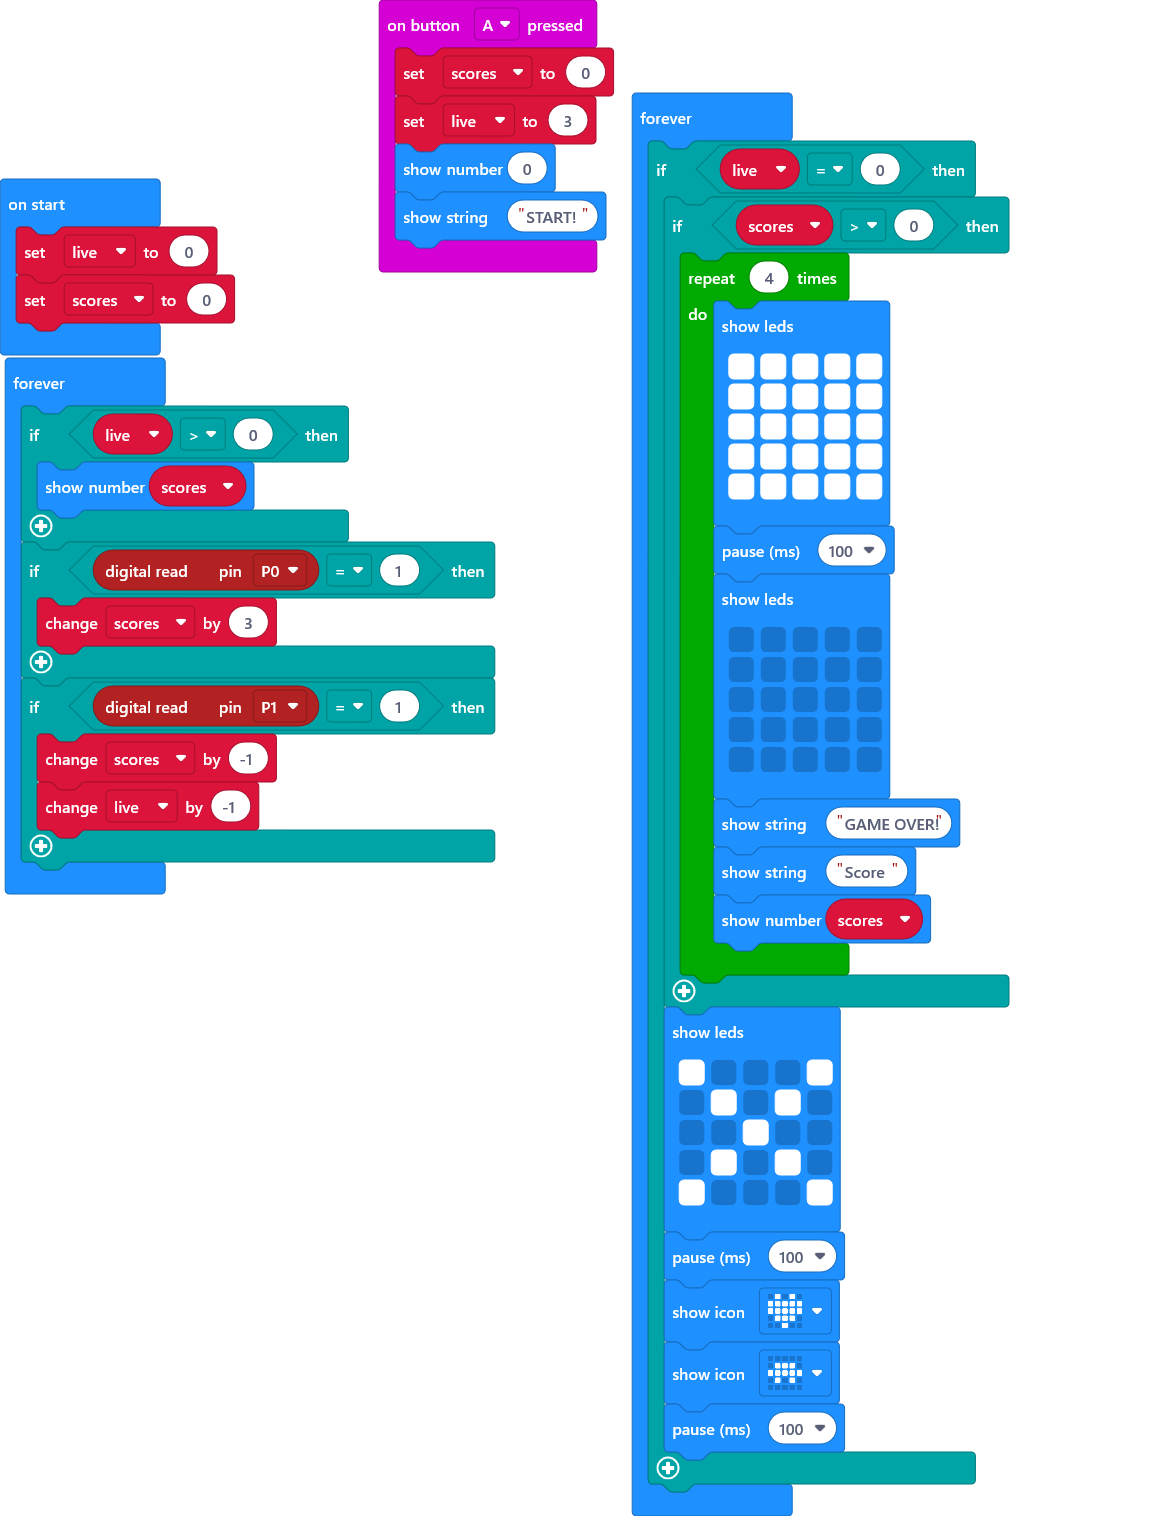 on start
set live to 0
set scores to 0
forever
if live > 0 then
show number scores
if digital read pin P0 = 1 then
change scores by 3
if digital read pin P1 = 1 then
change scores by -1
change live by -1
on button A pressed
set scores to 0
set live to 3
show number 0
show string "START! "
forever
if live = 0 then
if scores > 0 then
repeat 4 times
do
show leds
pause (ms) 100
show leds
show string "GAME OVER!"
show string "Score "
show number scores
show leds
pause (ms) 100
show icon
show icon
pause (ms) 100